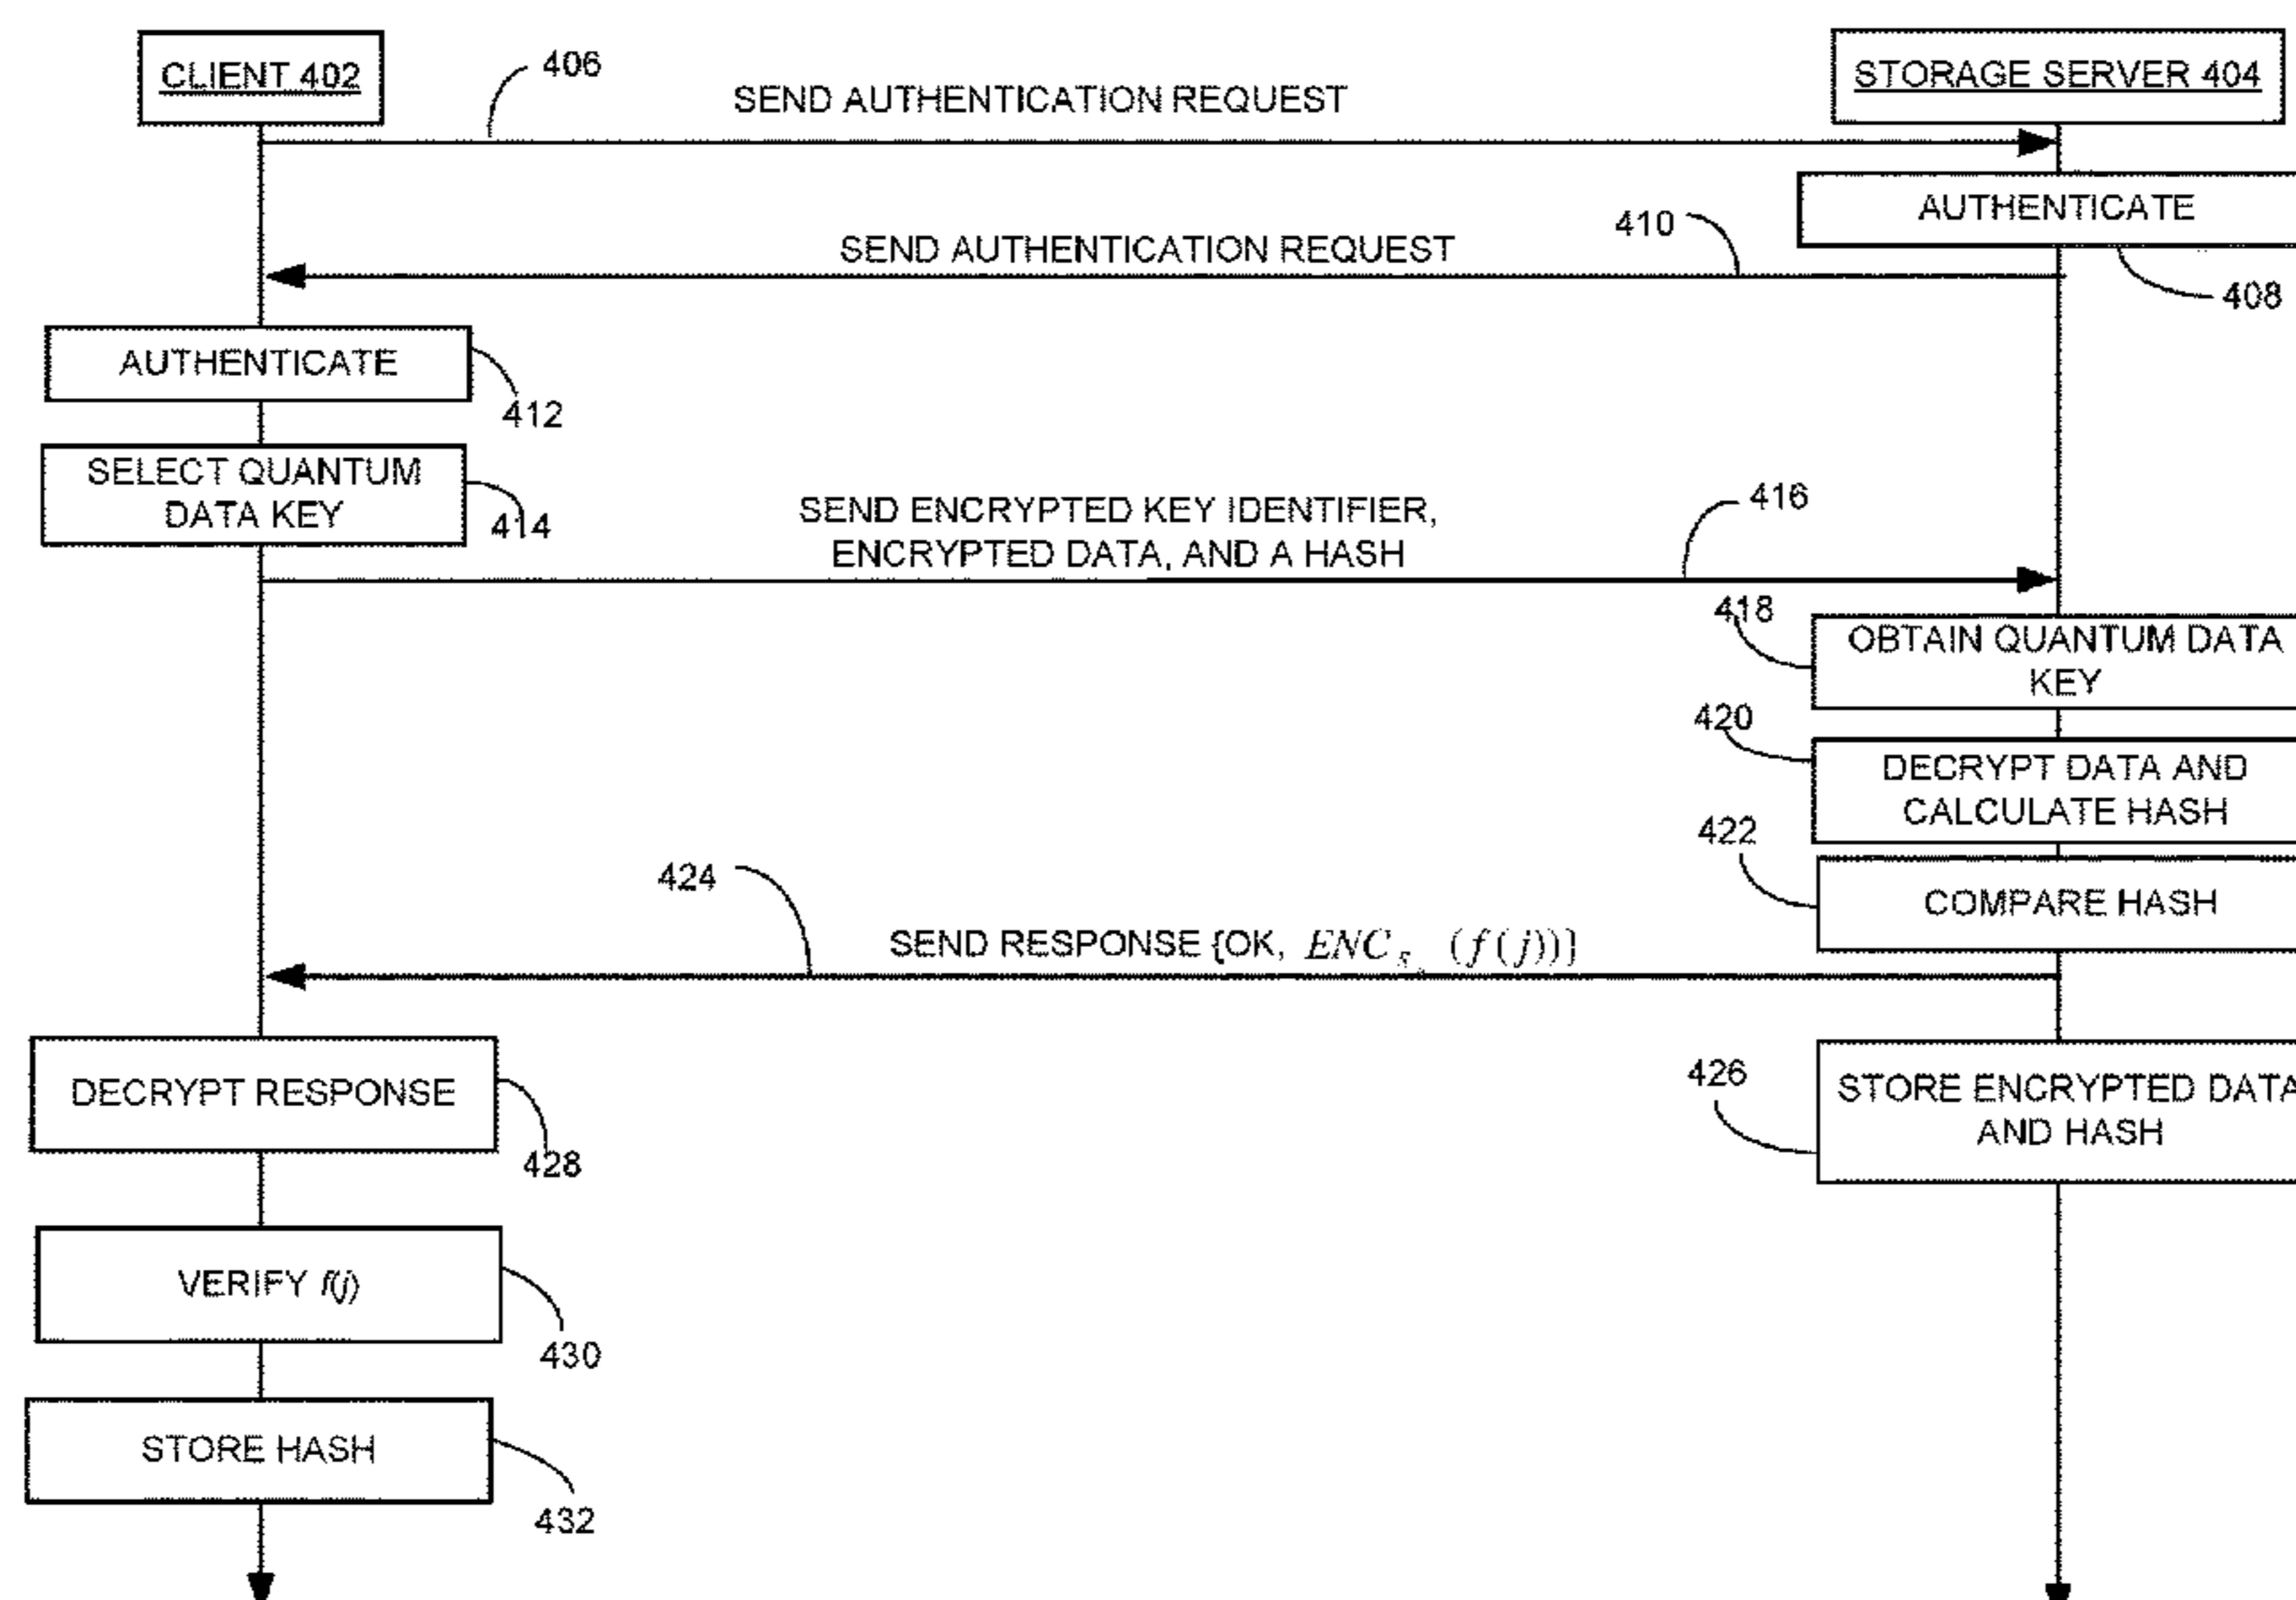 CLIENT 402
STORAGE SERVER 404
406
SEND AUTHENTICATION REQUEST
AUTHENTICATE
408
410
SEND AUTHENTICATION REQUEST
AUTHENTICATE
412
SELECT QUANTUM
DATA KEY
414
SEND ENCRYPTED KEY IDENTIFIER,
ENCRYPTED DATA, AND A HASH
416
418
OBTAIN QUANTUM DATA
KEY
420
DECRYPT DATA AND
CALCULATE HASH
422
COMPARE HASH
424
SEND RESPONSE {OK, ENC (f(j))}
426
STORE ENCRYPTED DATA
AND HASH
DECRYPT RESPONSE
428
VERIFY f(j)
430
STORE HASH
432